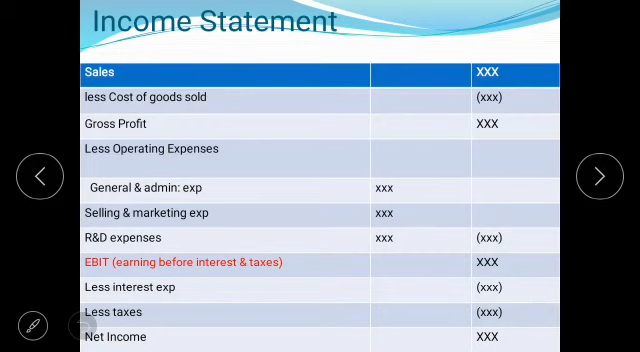 Income Statement
Sales XXX
less Cost of goods sold (xxx)
Gross Profit XXX
Less Operating Expenses
General & admin: exp xxx
Selling & marketing exp xxx
R&D expenses xxx (xxx)
EBIT (earning before interest & taxes) XXX
Less interest exp (xxx)
Less taxes (xxx)
Net Income XXX